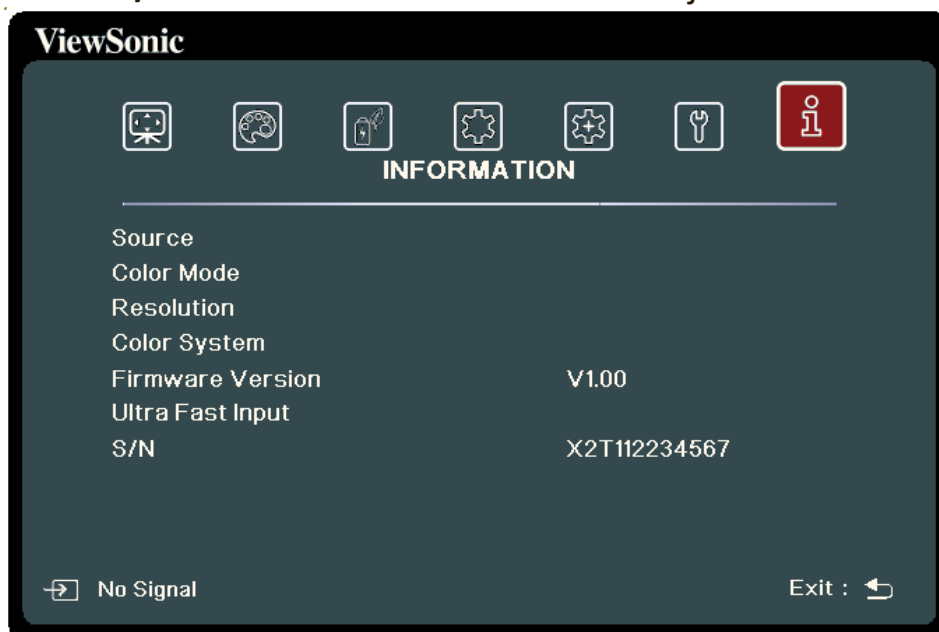 ViewSonic
INFORMATION
Source
Color Mode
Resolution
Color System
Firmware Version V1.00
Ultra Fast Input
S/N X2T112234567
No Signal Exit :